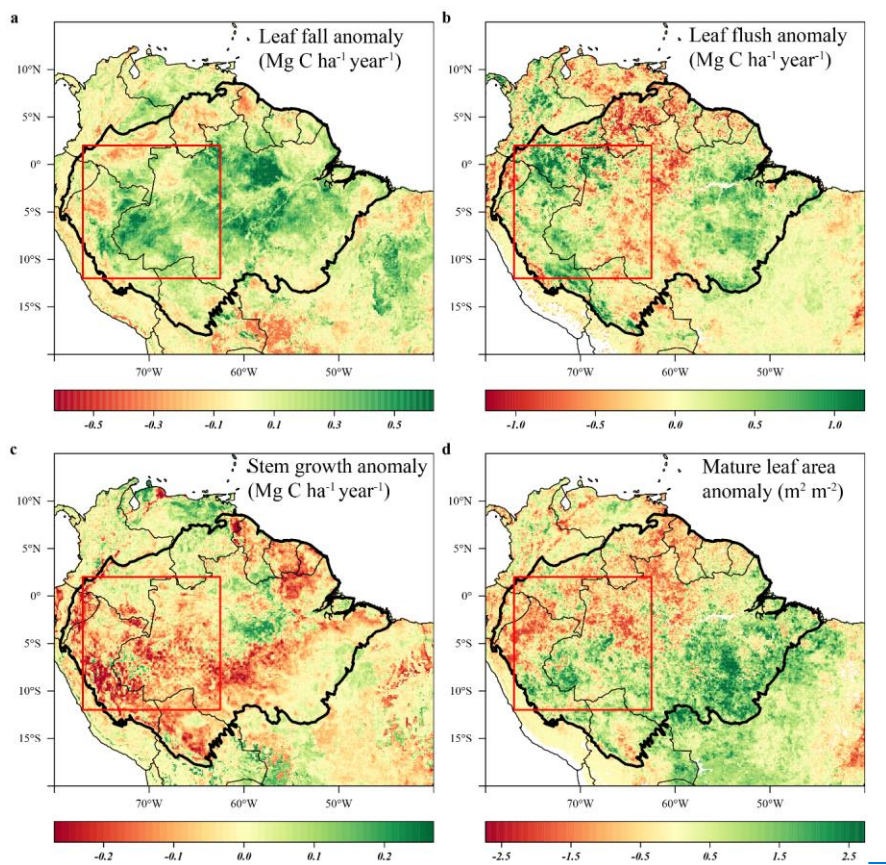 a
Leaf fall anomaly
(Mg C ha⁻¹ year⁻¹)
10°N
5°N
0°
5°S
10°S
15°S
70°W 60°W 50°W
-0.5 -0.3 -0.1 0.1 0.3 0.5
b
Leaf flush anomaly
(Mg C ha⁻¹ year⁻¹)
10°N
5°N
0°
5°S
10°S
15°S
70°W 60°W 50°W
-1.0 -0.5 0.0 0.5 1.0
c
Stem growth anomaly
(Mg C ha⁻¹ year⁻¹)
10°N
5°N
0°
5°S
10°S
15°S
70°W 60°W 50°W
-0.2 -0.1 0.0 0.1 0.2
d
Mature leaf area
anomaly (m² m⁻²)
10°N
5°N
0°
5°S
10°S
15°S
70°W 60°W 50°W
-2.5 -1.5 -0.5 0.5 1.5 2.5